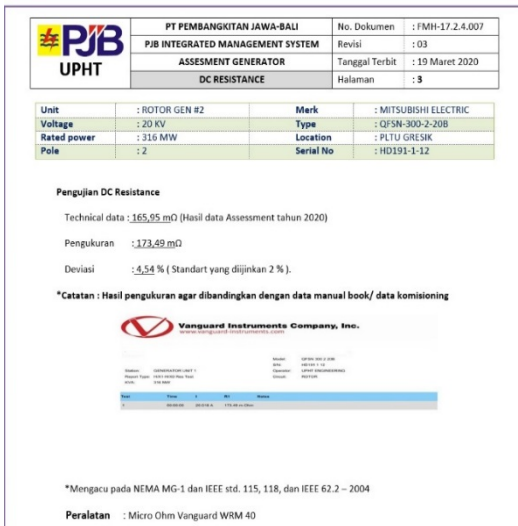 PJB
UPHT
PT PEMBANGKITAN JAWA-BALI
No. Dokumen : FMH-17.2.4.007
PJB INTEGRATED MANAGEMENT SYSTEM
Revisi : 03
ASSESMENT GENERATOR
Tanggal Terbit : 19 Maret 2020
DC RESISTANCE
Halaman : 3
Unit : ROTOR GEN #2 Merk : MITSUBISHI ELECTRIC
Voltage : 20 KV Type : QFSN-300-2-20B
Rated power : 316 MW Location : PLTU GRESIK
Pole : 2 Serial No : HD191-1-12
Pengujian DC Resistance
Technical data : 165,95 mΩ (Hasil data Assessment tahun 2020)
Pengukuran : 173,49 mΩ
Deviasi : 4,54 % ( Standart yang diijinkan 2 % ).
*Catatan : Hasil pengukuran agar dibandingkan dengan data manual book/ data komisioning
Vanguard Instruments Company, Inc.
www.vanguard-instruments.com
*Mengacu pada NEMA MG-1 dan IEEE std. 115, 118, dan IEEE 62.2 – 2004
Peralatan : Micro Ohm Vanguard WRM 40